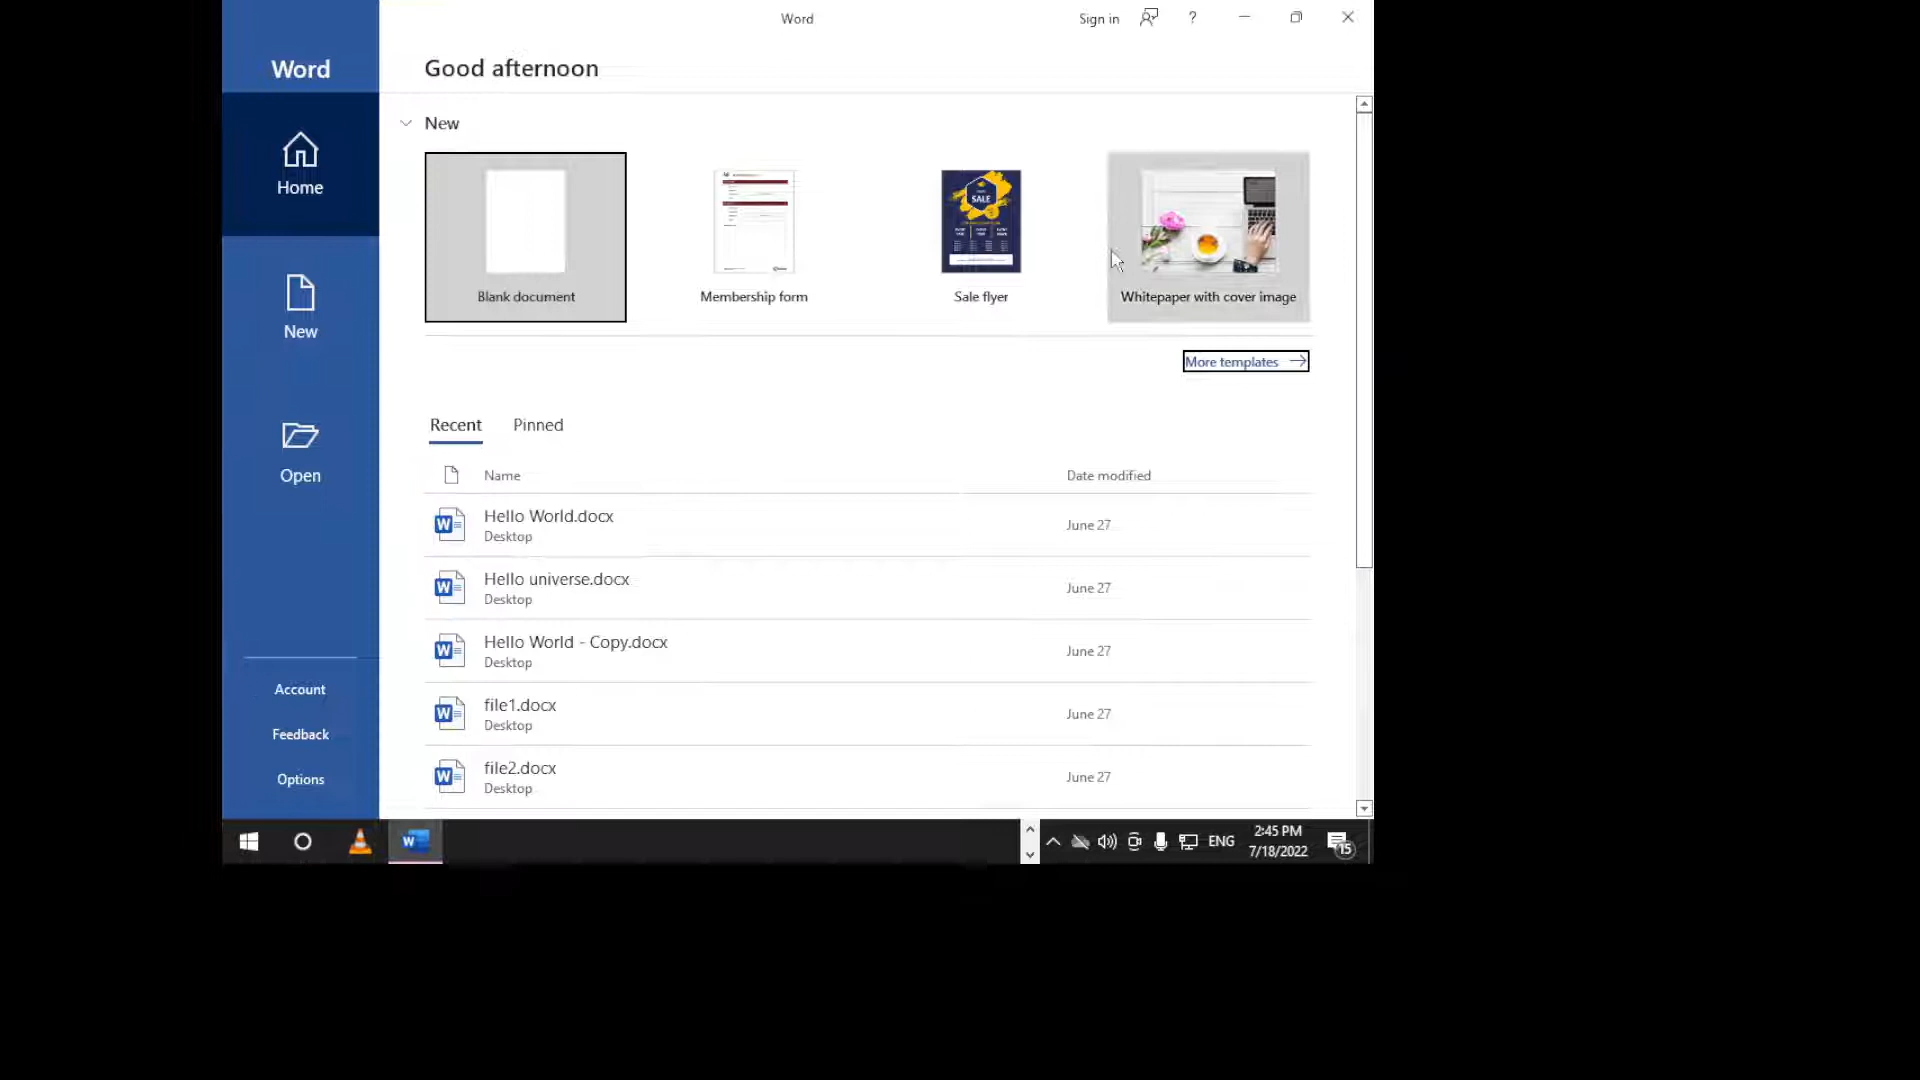 Word
Sign in
?
Word
Good afternoon
New
Home
SALE
Blank document
Membership form
Sale flyer
Whitepaper with cover image
New
More templates
Recent
Pinned
Open
Name
Date modified
Hello World.docx
Desktop
June 27
Hello universe.docx
Desktop
June 27
Hello World - Copy.docx
Desktop
June 27
Account
file1.docx
Desktop
June 27
Feedback
file2.docx
Desktop
June 27
Options
W
ENG
2:45 PM
7/18/2022
15